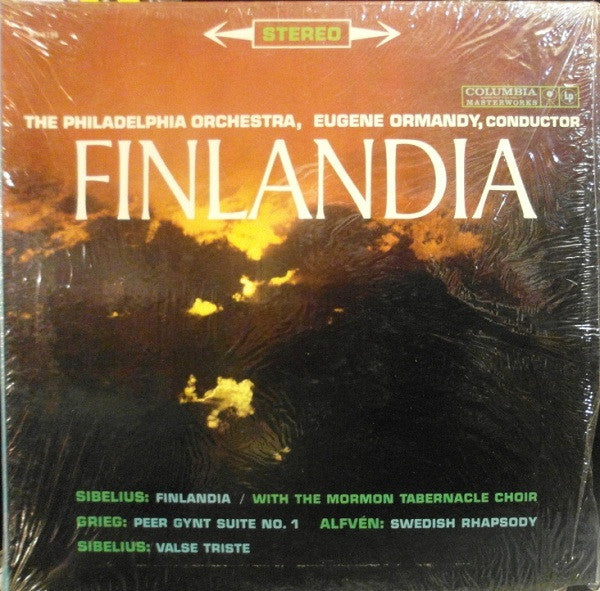 STEREO
COLUMBIA
MASTERWORKS
LP
THE PHILADELPHIA ORCHESTRA, EUGENE ORMANDY, CONDUCTOR
FINLANDIA
SIBELIUS: FINLANDIA / WITH THE MORMON TABERNACLE CHOIR
GRIEG: PEER GYNT SUITE NO. 1 ALFVÉN: SWEDISH RHAPSODY
SIBELIUS: VALSE TRISTE